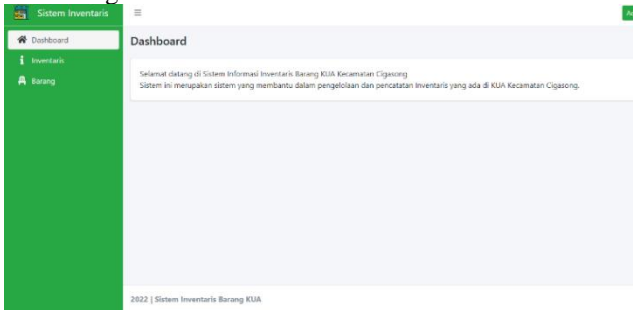 Sistem Inventaris
Dashboard
Inventaris
Barang
Dashboard
Selamat datang di Sistem Informasi Inventaris Barang KUA Kecamatan Cigasong
Sistem ini merupakan sistem yang membantu dalam pengelolaan dan pencatatan Inventaris yang ada di KUA Kecamatan Cigasong.
2022 | Sistem Inventaris Barang KUA